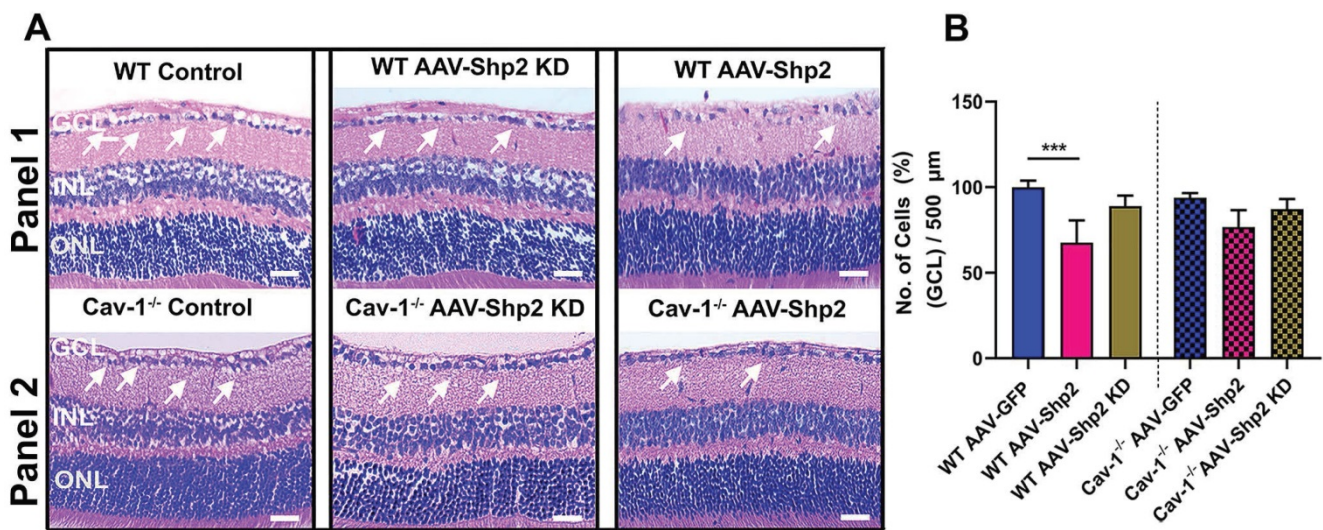 A
Panel 1
WT Control
WT AAV-Shp2 KD
WT AAV-Shp2
GCL
INL
ONL
Panel 2
Cav-1-/- Control
Cav-1-/- AAV-Shp2 KD
Cav-1-/- AAV-Shp2
GCL
INL
ONL
B
No. of Cells (%)
(GCL) / 500 µm
150
100
50
0
***
WT AAV-GFP
WT AAV-Shp2
WT AAV-Shp2 KD
Cav-1-/- AAV-GFP
Cav-1-/- AAV-Shp2
Cav-1-/- AAV-Shp2 KD